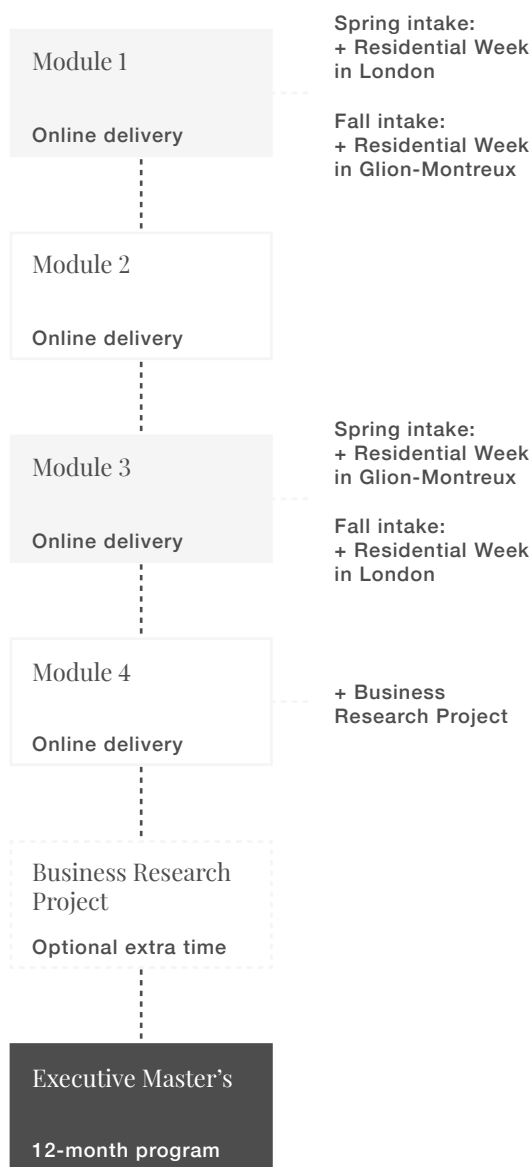 Module 1
Online delivery
Spring intake:
+ Residential Week
in London
Fall intake:
+ Residential Week
in Glion-Montreux
Module 2
Online delivery
Module 3
Online delivery
Spring intake:
+ Residential Week
in Glion-Montreux
Fall intake:
+ Residential Week
in London
Module 4
Online delivery
+ Business
Research Project
Business Research
Project
Optional extra time
Executive Master’s
12-month program